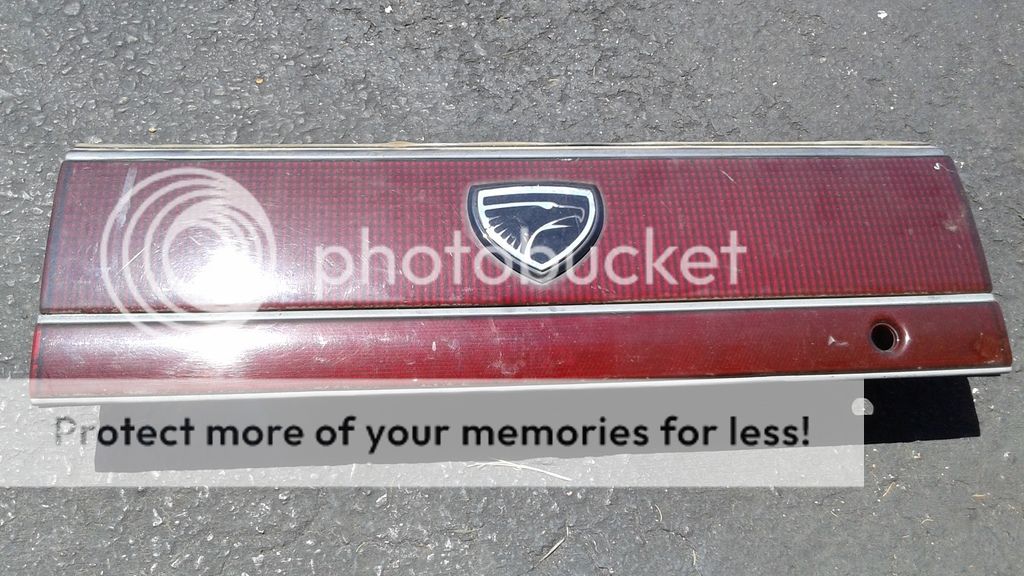 photobucket
Protect more of your memories for less!